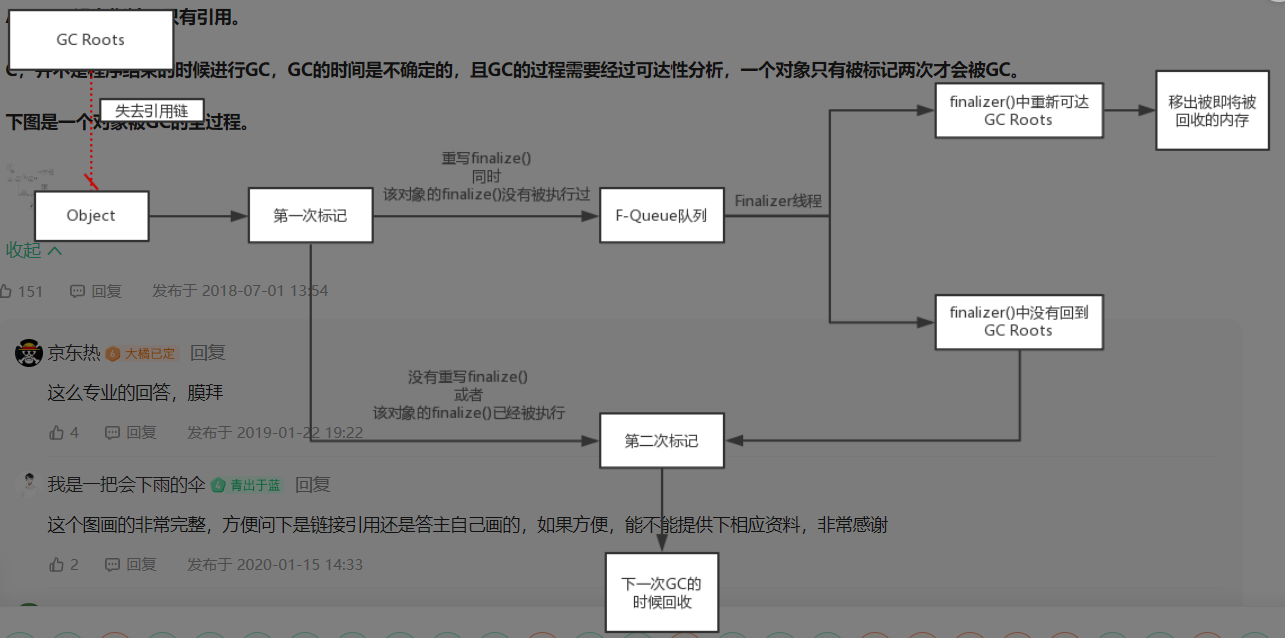 只有引用。
GC Roots
C，并不是程序结束的时候进行GC，GC的时间是不确定的，且GC的过程需要经过可达性分析，一个对象只有被标记两次才会被GC。
失去引用链
下图是一个对象被GC的全过程。
finalizer()中重新可达
GC Roots
移出被即将被
回收的内存
重写finalize()
同时
该对象的finalize()没有被执行过
Object
第一次标记
F-Queue队列
Finalizer线程
收起
151
回复
发布于 2018-07-01 13:54
finalizer()中没有回到
GC Roots
京东热
大橘已定
回复
这么专业的回答，膜拜
没有重写finalize()
或者
该对象的finalize()已经被执行
4
回复
发布于 2019-01-22 19:22
第二次标记
我是一把会下雨的伞
青出于蓝
回复
这个图画的非常完整，方便问下是链接引用还是答主自己画的，如果方便，能不能提供下相应资料，非常感谢
2
回复
发布于 2020-01-15 14:33
下一次GC的
时候回收